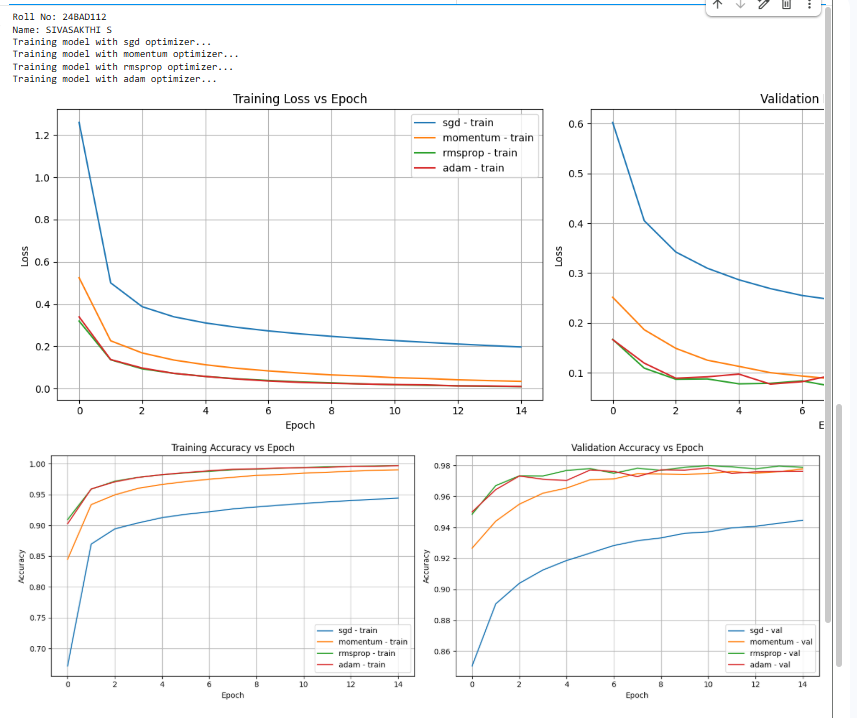 Roll No: 24BAD112
Name: SIVASAKTHI S
Training model with sgd optimizer...
Training model with momentum optimizer...
Training model with rmsprop optimizer...
Training model with adam optimizer...
Training Loss vs Epoch
sgd - train
momentum - train
rmsprop - train
adam - train
1.2
1.0
0.8
0.6
0.4
0.2
0.0
Loss
0 2 4 6 8 10 12 14
Epoch
Validation
0.6
0.5
0.4
0.3
0.2
0.1
Loss
0 2 4 6
E
Training Accuracy vs Epoch
1.00
0.95
0.90
0.85
0.80
0.75
0.70
Accuracy
sgd - train
momentum - train
rmsprop - train
adam - train
0 2 4 6 8 10 12 14
Epoch
Validation Accuracy vs Epoch
0.98
0.96
0.94
0.92
0.90
0.88
0.86
Accuracy
sgd - val
momentum - val
rmsprop - val
adam - val
0 2 4 6 8 10 12 14
Epoch